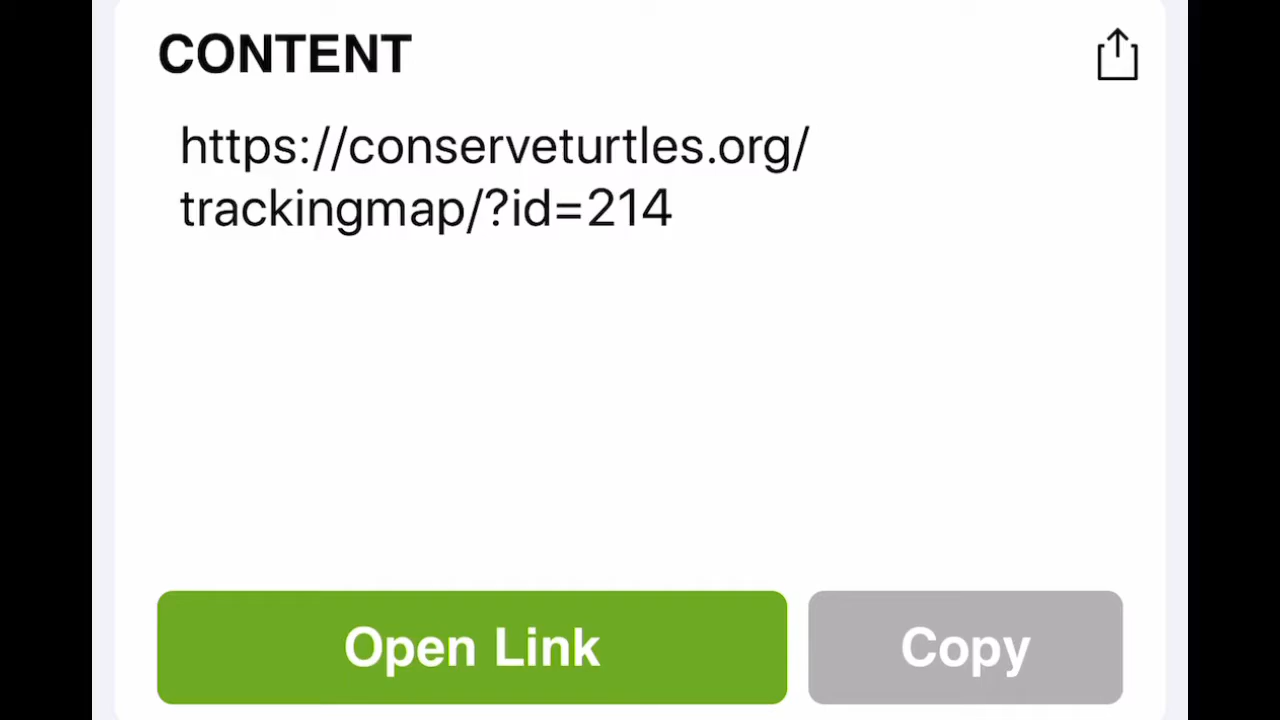 CONTENT
https://conserveturtles.org/
trackingmap/?id=214
Open Link
Copy